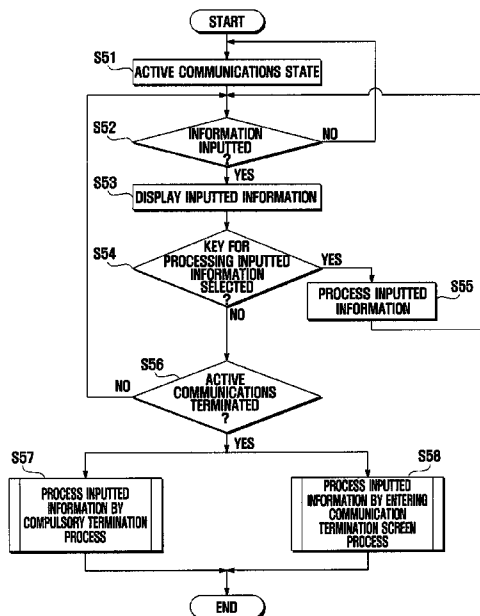 START
S51
ACTIVE COMMUNICATIONS STATE
S52
INFORMATION
INPUTTED
?
NO
YES
S53
DISPLAY INPUTTED INFORMATION
S54
KEY FOR
PROCESSING INPUTTED
INFORMATION
SELECTED
?
YES
NO
S55
PROCESS INPUTTED
INFORMATION
S56
ACTIVE
COMMUNICATIONS
TERMINATED
?
NO
YES
S57
PROCESS INPUTTED
INFORMATION BY
COMPULSORY TERMINATION
PROCESS
S58
PROCESS INPUTTED
INFORMATION BY ENTERING
COMMUNICATION
TERMINATION SCREEN
PROCESS
END